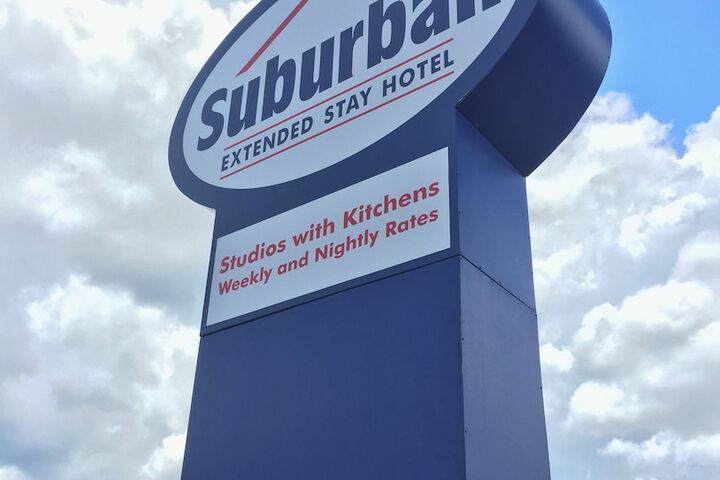 Suburban
EXTENDED STAY HOTEL
Studios with Kitchens
Weekly and Nightly Rates